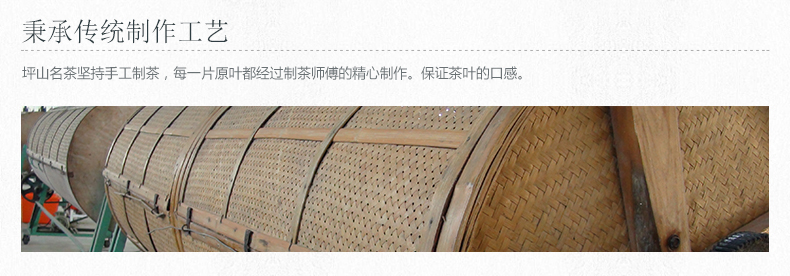 秉承传统制作工艺
坪山名茶坚持手工制茶，每一片原叶都经过制茶师傅的精心制作。保证茶叶的口感。